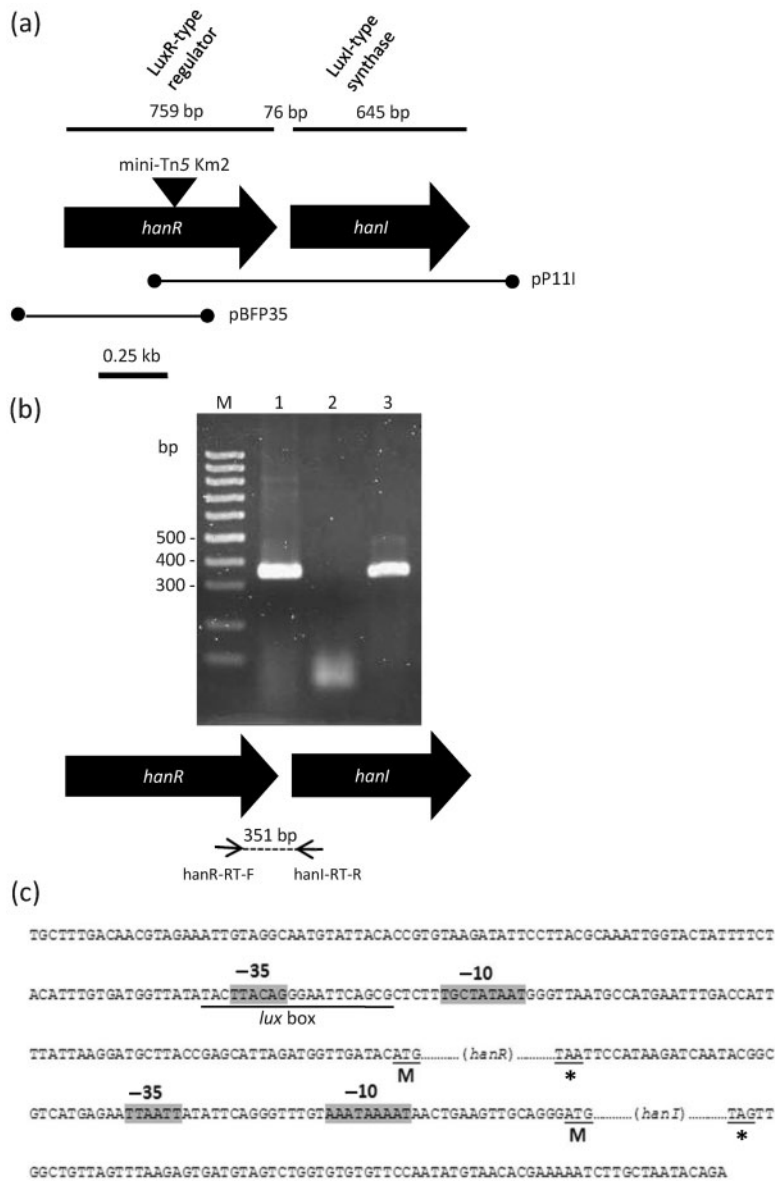 (a)
LuxR-type regulator
LuxI-type synthase
759 bp 76 bp 645 bp
mini-Tn5 Km2
hanR hanI
pP11I
pBFP35
0.25 kb
(b)
M 1 2 3
bp
500 -
400 -
300 -
hanR hanI
351 bp
hanR-RT-F hanI-RT-R
(c)
TGCTTTGACAACGTAGAAATTGTAGGCAATGTATTACACCGTGTAAGATATTCCTTACGCAAATTGGTACTATTTTCT
−35 −10
ACATTTGTGATGGTTATATACTTACAGGGAATTCAGCGCTCTTTGCTATAATGGGTTAATGCCATGAATTTGACCATT
lux box
TTATTAAGGATGCTTACCGAGCATTAGATGGTTGATACATG..........(hanR)..........TAATTCCATAAGATCAATACGGC
M *
−35 −10
GTCATGAGAATTAATTATATTCAGGGTTTGTAAATAAAATAACTGAAGTTGCAGGGATG..........(hanI)..........TAGTT
M *
GGCTGTTAGTTTAAGAGTGATGTAGTCTGGTGTGTGTTCCAATATGTAACACGAAAAATCTTGCTAATACAGA